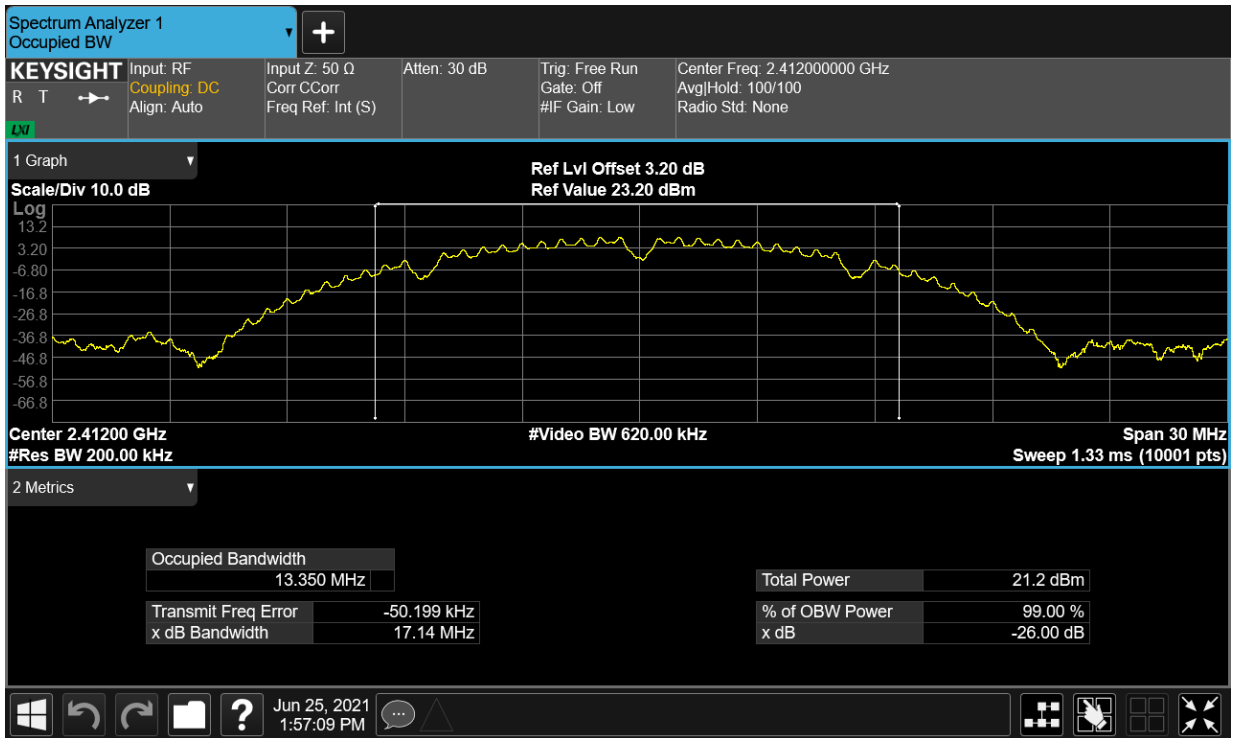 Spectrum Analyzer 1
Occupied BW
KEYSIGHT
R T
LXI
Input: RF
Coupling: DC
Align: Auto
Input Z: 50 Ω
Corr CCorr
Freq Ref: Int (S)
Atten: 30 dB
Trig: Free Run
Gate: Off
#IF Gain: Low
Center Freq: 2.412000000 GHz
Avg|Hold: 100/100
Radio Std: None
1 Graph
Scale/Div 10.0 dB
Ref Lvl Offset 3.20 dB
Ref Value 23.20 dBm
Log
13.2
3.20
-6.80
-16.8
-26.8
-36.8
-46.8
-56.8
-66.8
Center 2.41200 GHz
#Res BW 200.00 kHz
#Video BW 620.00 kHz
Span 30 MHz
Sweep 1.33 ms (10001 pts)
2 Metrics
Occupied Bandwidth
13.350 MHz
Transmit Freq Error -50.199 kHz
x dB Bandwidth 17.14 MHz
Total Power 21.2 dBm
% of OBW Power 99.00 %
x dB -26.00 dB
?
Jun 25, 2021
1:57:09 PM